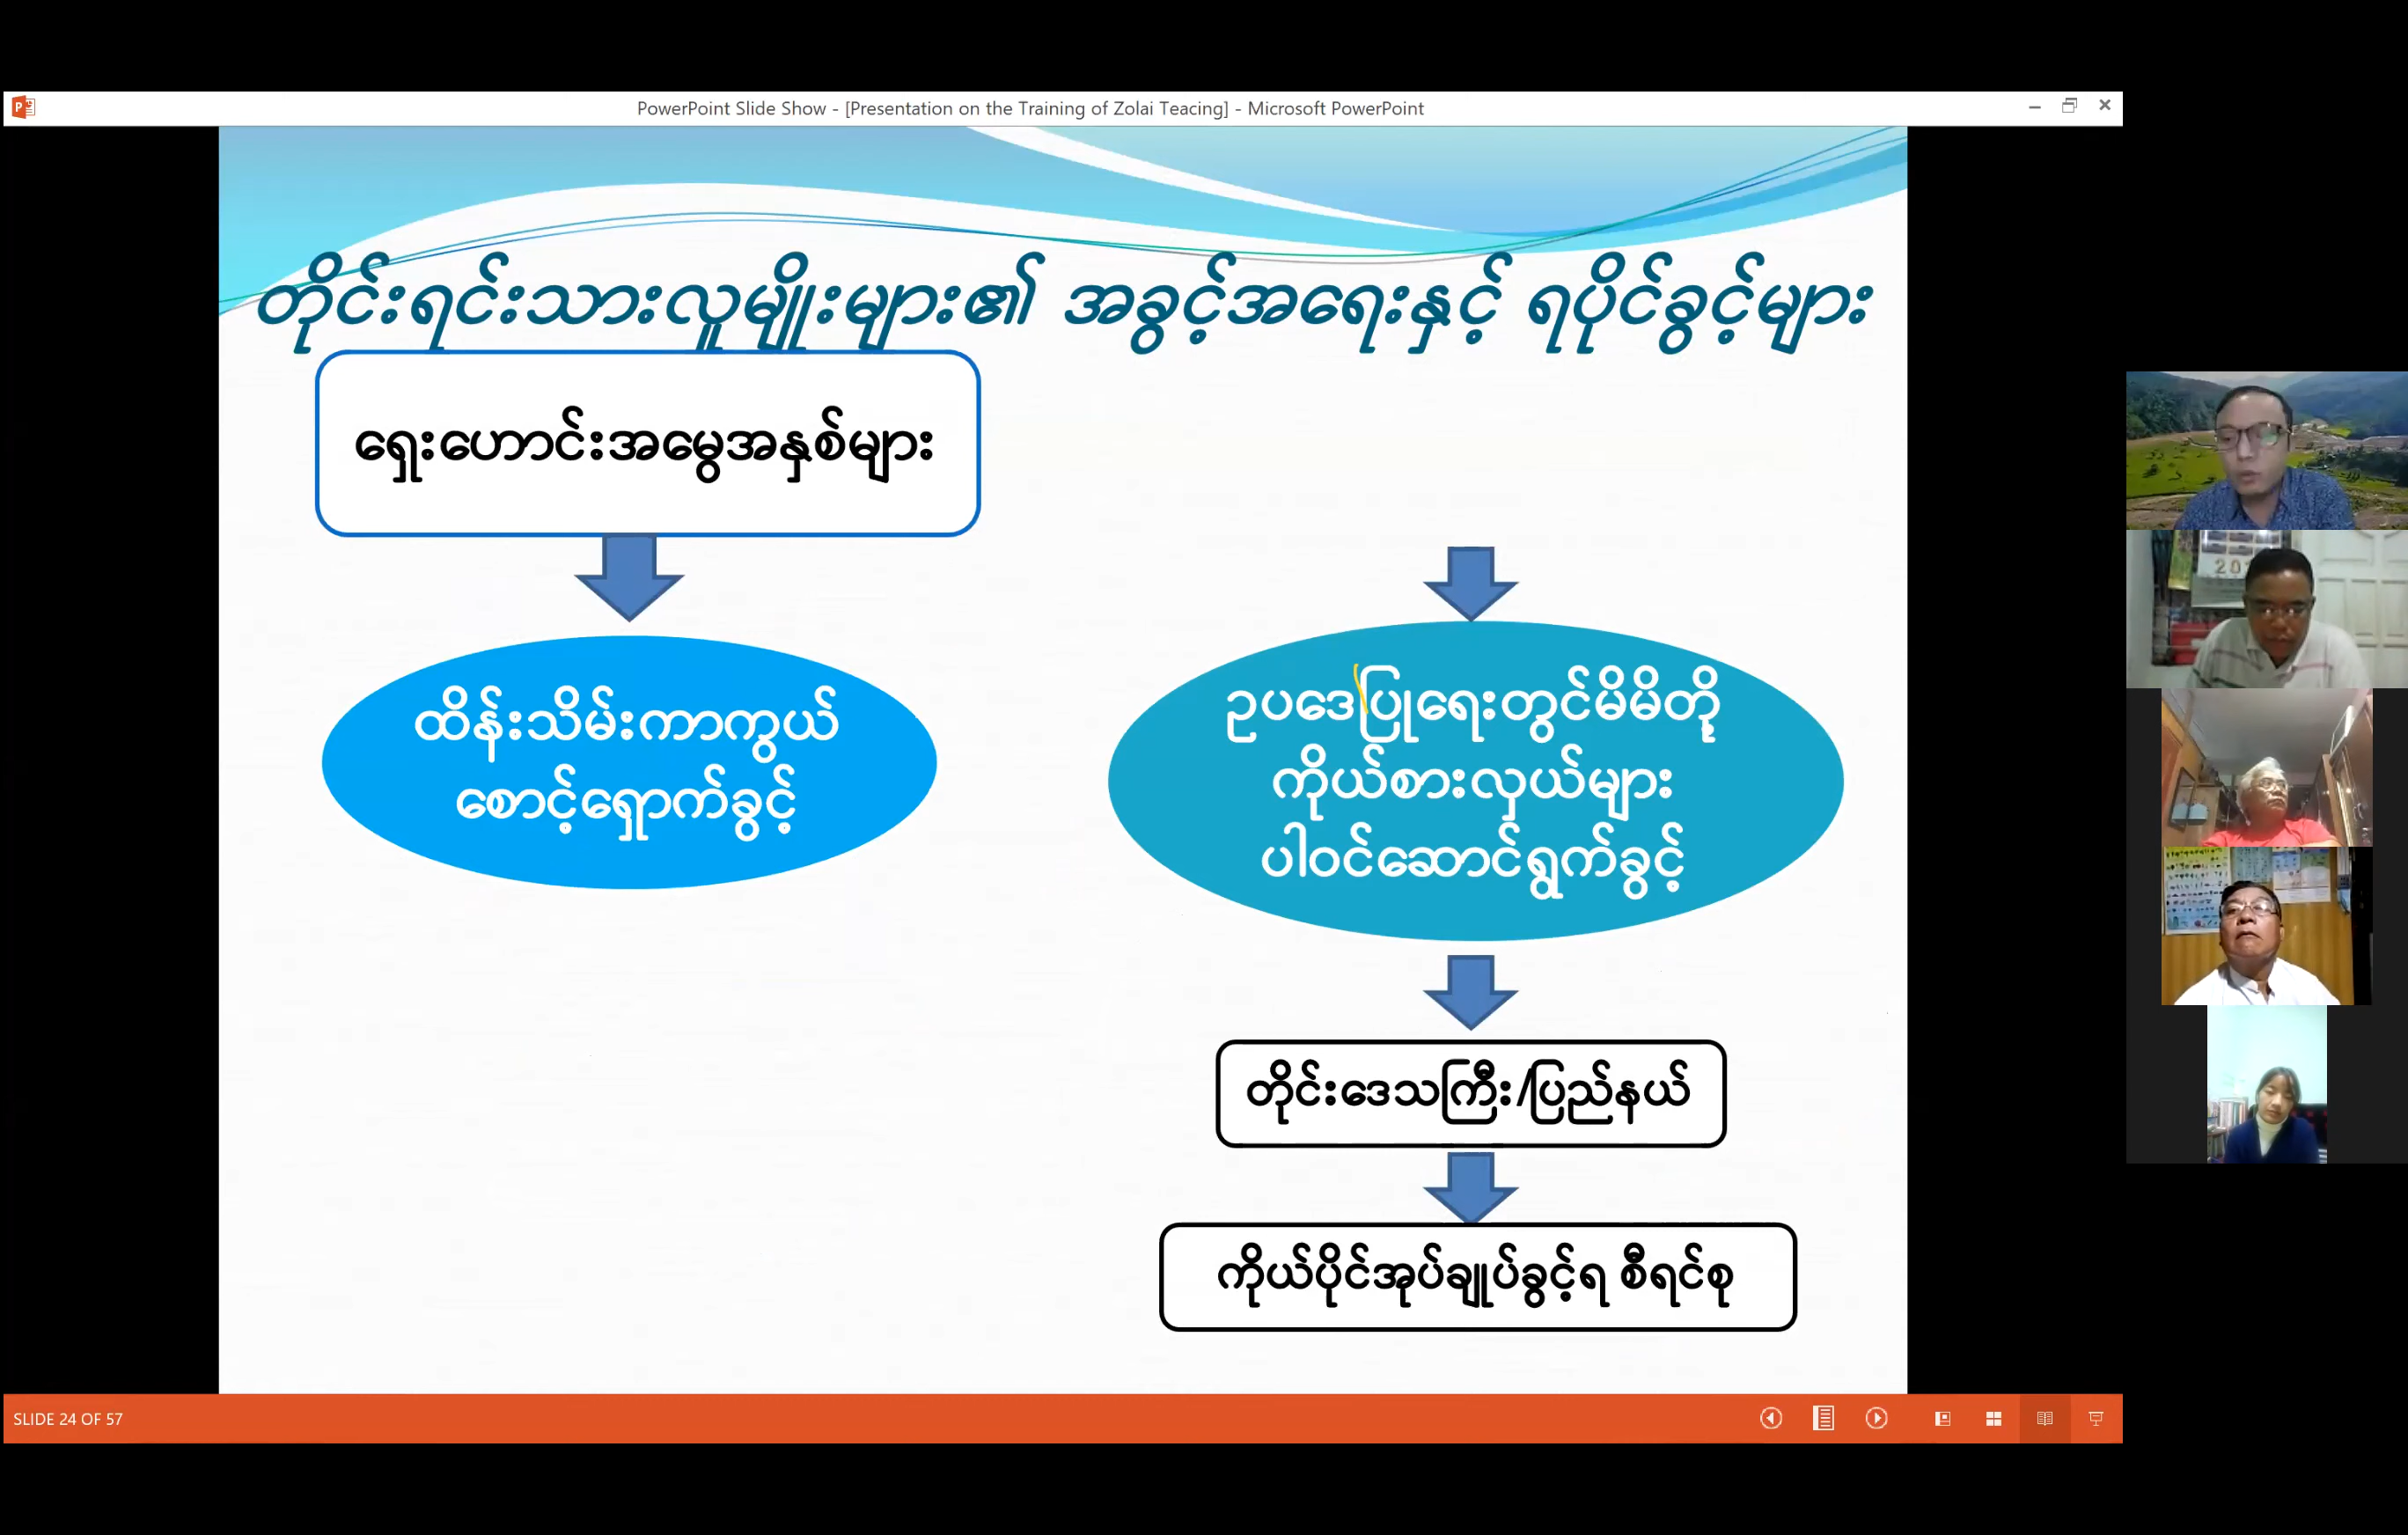 PowerPoint Slide Show - [Presentation on the Training of Zolai Teacing] - Microsoft PowerPoint
တိုင်းရင်းသားလူမျိုးများ၏ အခွင့်အရေးနှင့် ရပိုင်ခွင့်များ
ရှေးဟောင်းအမွေအနှစ်များ
ထိန်းသိမ်းကာကွယ်
စောင့်ရှောက်ခွင့်
ဥပဒေပြုရေးတွင်မိမိတို့
ကိုယ်စားလှယ်များ
ပါဝင်ဆောင်ရွက်ခွင့်
တိုင်းဒေသကြီး/ပြည်နယ်
ကိုယ်ပိုင်အုပ်ချုပ်ခွင့်ရ စီရင်စု
SLIDE 24 OF 57